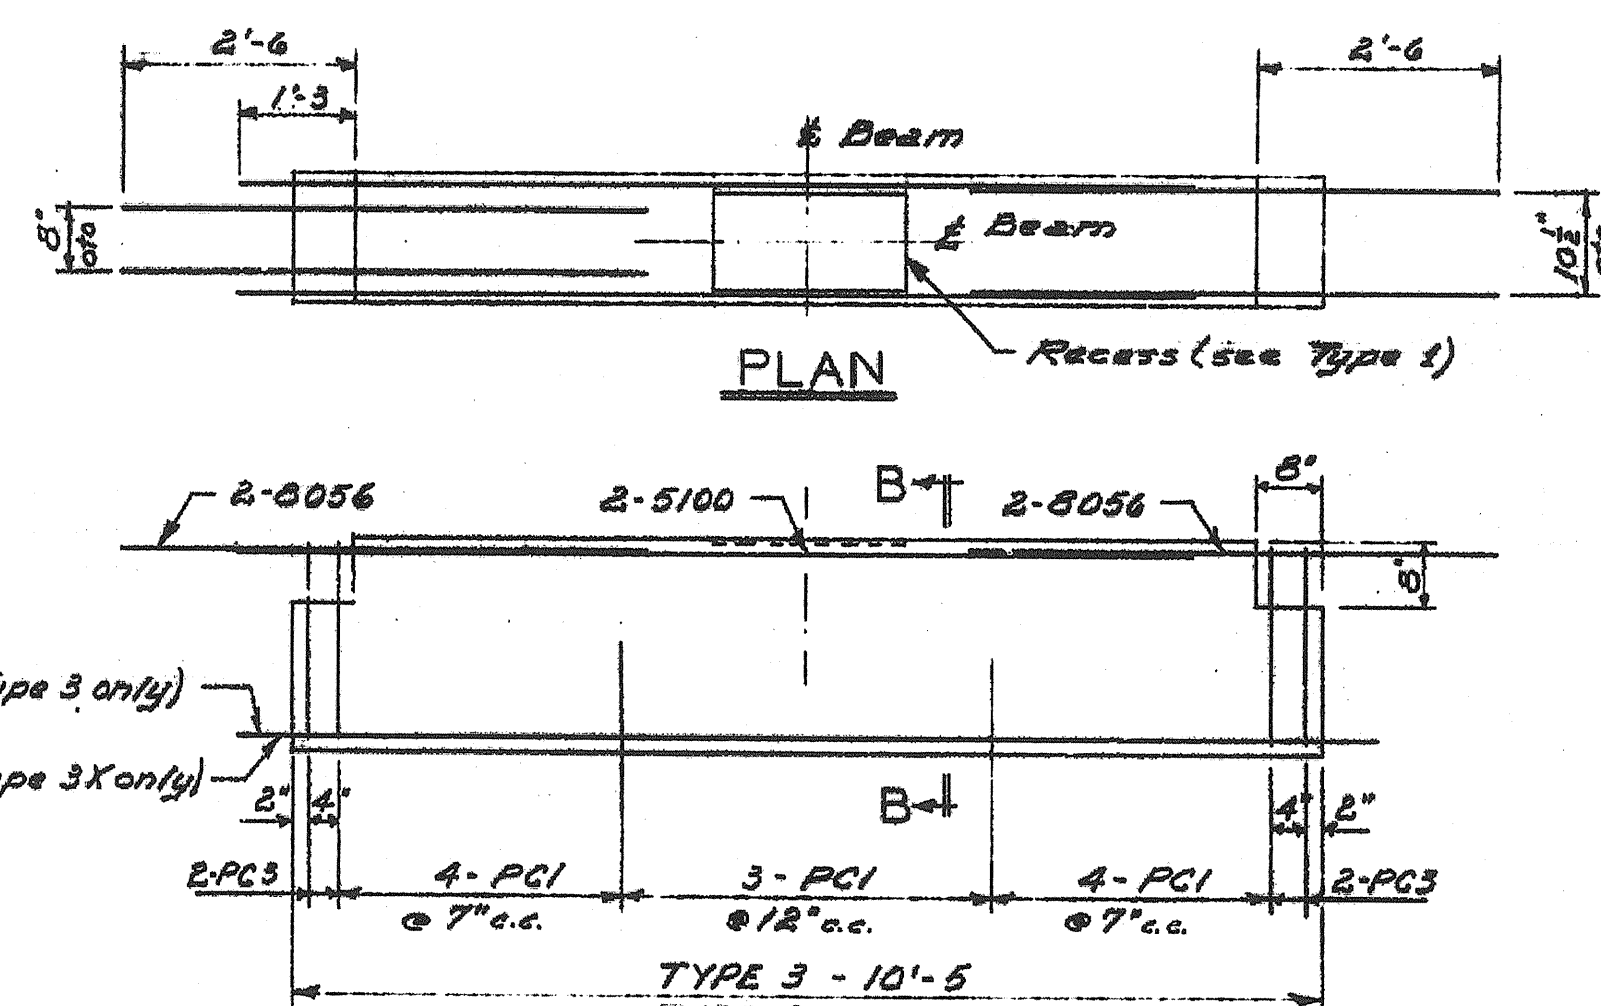 2'-6
2'-6
1'-3
℄ Beam
8"
oto
℄ Beam
10½"
Recess (see Type 1)
PLAN
2-8056
2-5100
B
2-8056
8"
8"
3 only)
3X only)
B
2"
4"
4"
2"
2-PC3
4- PC1
3 - PC1
4- PC1
2-PC3
@ 7" c.c.
@ 12" c.c.
@ 7" c.c.
TYPE 3 - 10'-5